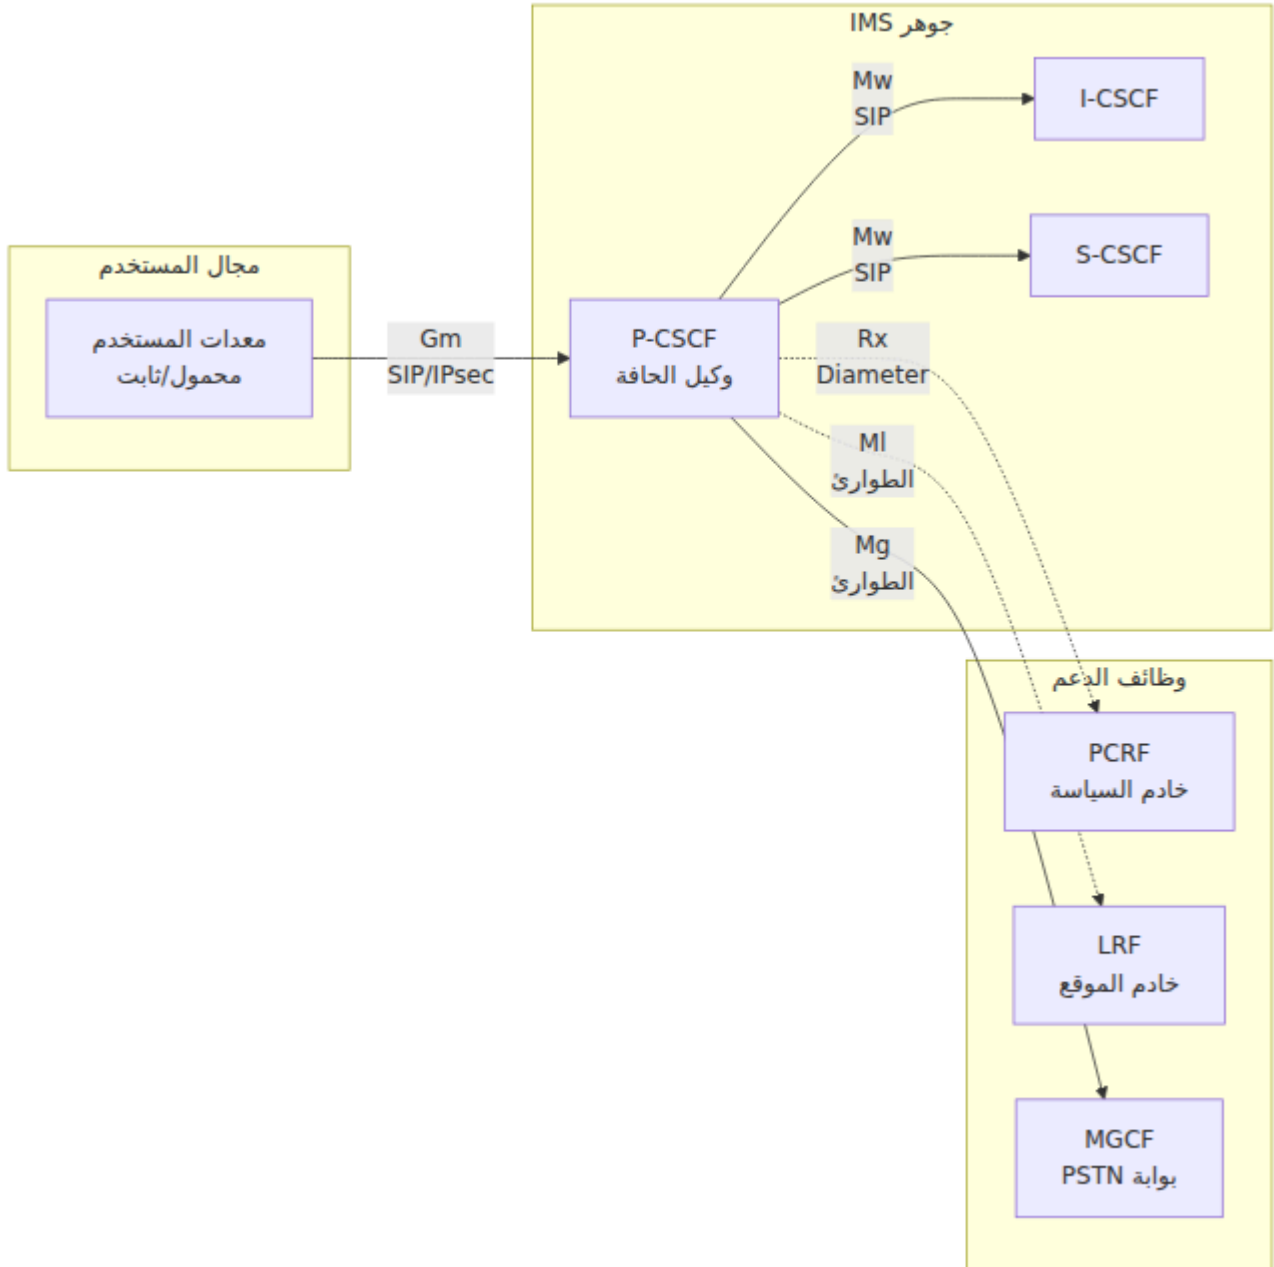 جوهر IMS
Mw
SIP
I-CSCF
Mw
SIP
S-CSCF
مجال المستخدم
معدات المستخدم
محمول/ثابت
Gm
SIP/IPsec
P-CSCF
وكيل الحافة
Rx
Diameter
Ml
الطوارئ
Mg
الطوارئ
وظائف الدعم
PCRF
خادم السياسة
LRF
خادم الموقع
MGCF
بوابة PSTN